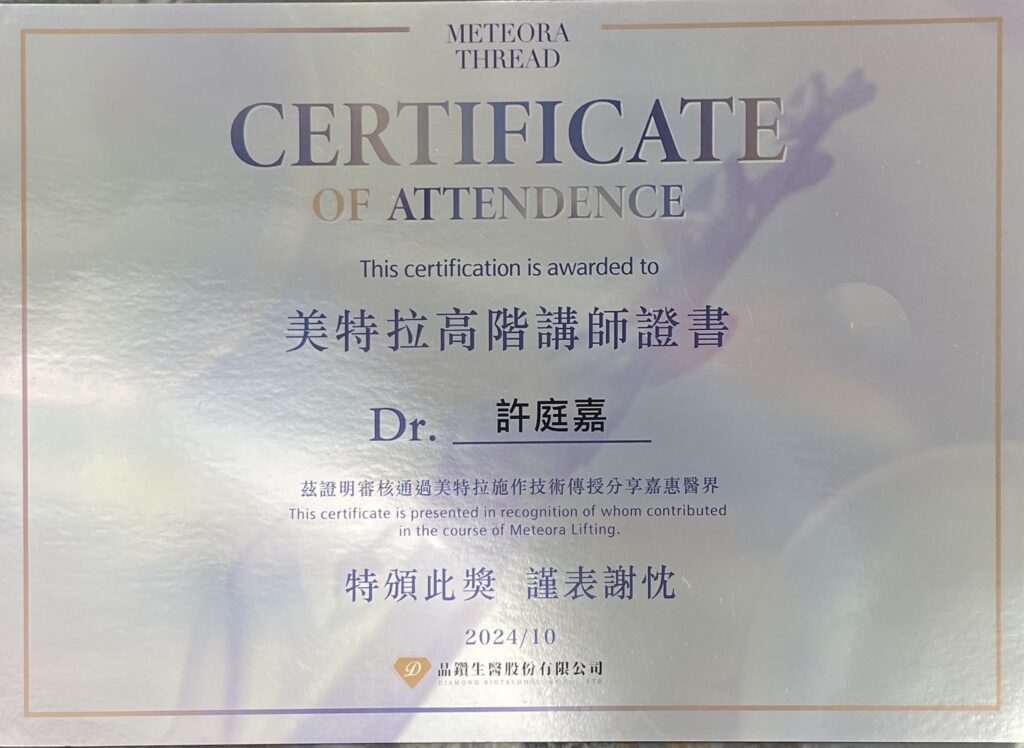 METEORA
THREAD
CERTIFICATE
OF ATTENDENCE
This certification is awarded to
美特拉高階講師證書
Dr. 許庭嘉
茲證明審核通過美特拉施作技術傳授分享嘉惠醫界
This certificate is presented in recognition of whom contributed
in the course of Meteora Lifting.
特頒此獎 謹表謝忱
2024/10
D 晶鑽生醫股份有限公司
DIAMOND BIOTECHNOLOGY CO., LTD